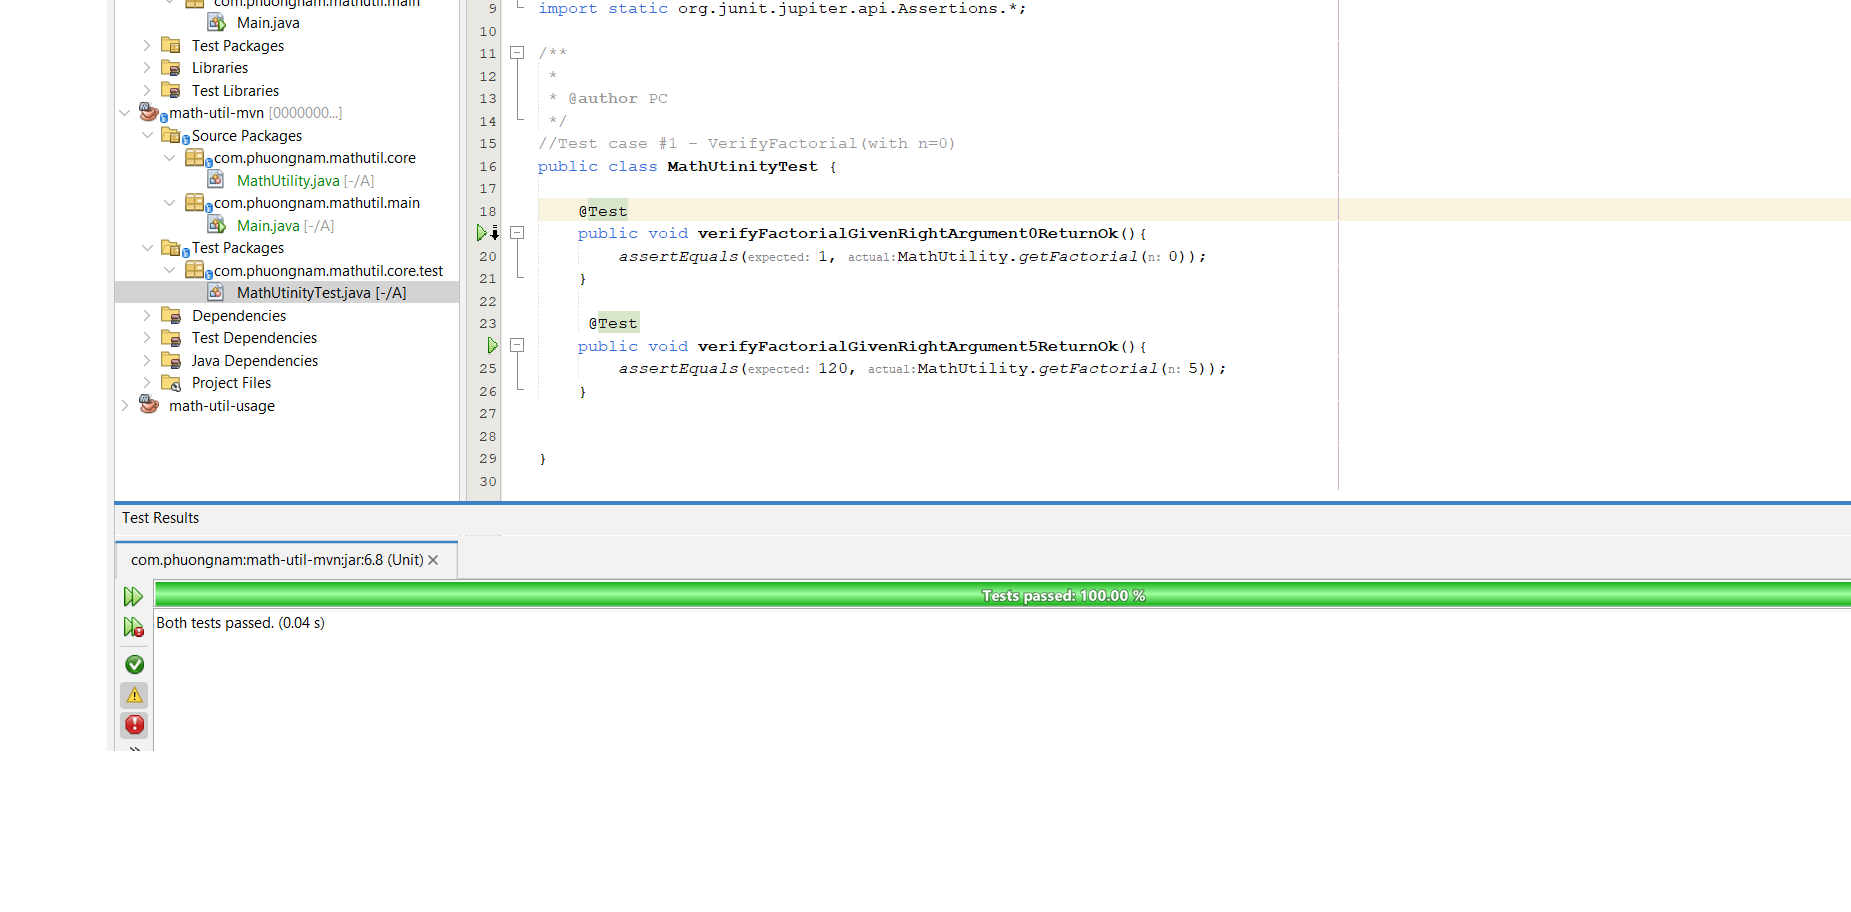 com.phuongnam.mathutil.main
Main.java
Test Packages
Libraries
Test Libraries
math-util-mvn [0000000...]
Source Packages
com.phuongnam.mathutil.core
MathUtility.java [-/A]
com.phuongnam.mathutil.main
Main.java [-/A]
Test Packages
com.phuongnam.mathutil.core.test
MathUtinityTest.java [-/A]
Dependencies
Test Dependencies
Java Dependencies
Project Files
math-util-usage
9 import static org.junit.jupiter.api.Assertions.*;
10
11 /**
12 *
13 * @author PC
14 */
15 //Test case #1 - VerifyFactorial(with n=0)
16 public class MathUtinityTest {
17
18 @Test
public void verifyFactorialGivenRightArgument0ReturnOk(){
20 assertEquals(expected: 1, actual:MathUtility.getFactorial(n: 0));
21 }
22
23 @Test
public void verifyFactorialGivenRightArgument5ReturnOk(){
25 assertEquals(expected: 120, actual:MathUtility.getFactorial(n: 5));
26 }
27
28
29 }
30
Test Results
com.phuongnam:math-util-mvn:jar:6.8 (Unit)
Tests passed: 100.00 %
Both tests passed. (0.04 s)